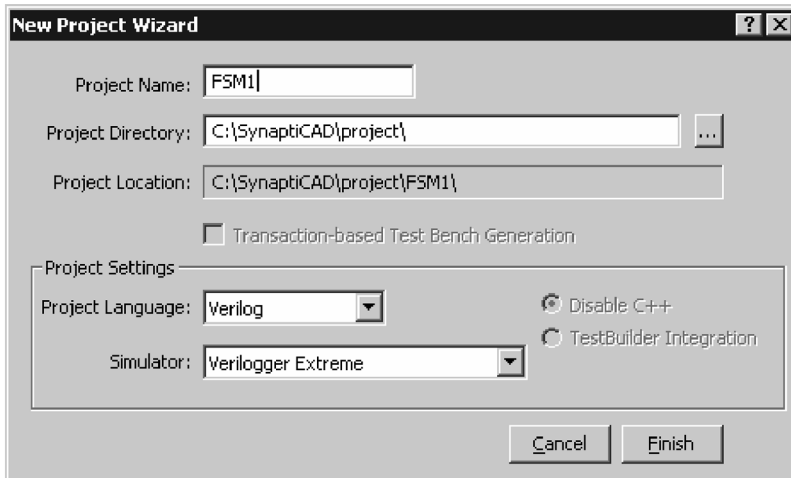 New Project Wizard
Project Name: FSM1
Project Directory: C:\SynaptiCAD\project\ ...
Project Location: C:\SynaptiCAD\project\FSM1\
Transaction-based Test Bench Generation
Project Settings
Project Language: Verilog
Disable C++
TestBuilder Integration
Simulator: Verilogger Extreme
Cancel Finish